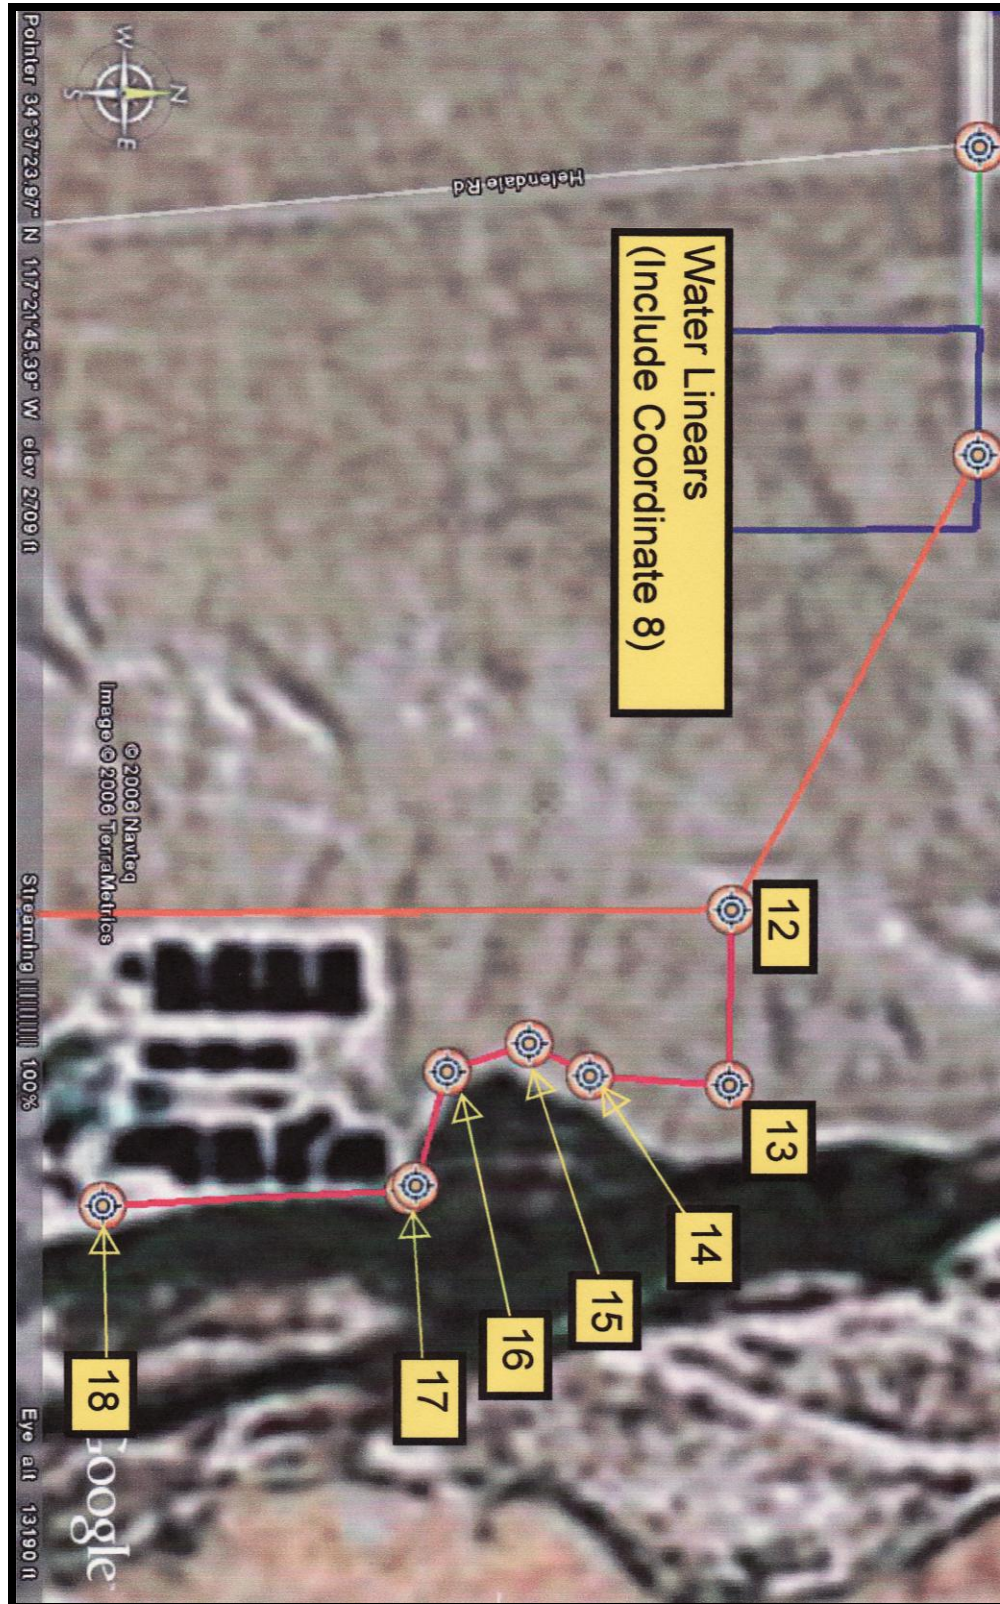 W
N
S
E
Helendale Rd
Water Linears
(Include Coordinate 8)
12
13
14
15
16
17
18
© 2006 Navteq
Image © 2006 TerraMetrics
Google™
Pointer 34°37'23.97" N 117°21'45.39" W elev 2709 ft Streaming ||||||||| 100% Eye alt 13190 ft